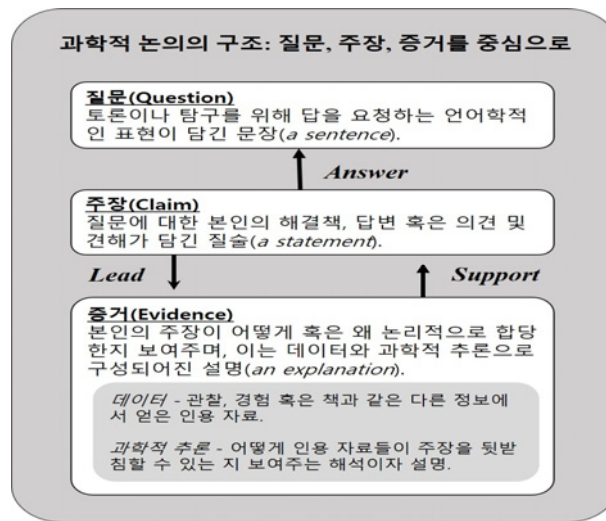 과학적 논의의 구조: 질문, 주장, 증거를 중심으로
질문(Question)
토론이나 탐구를 위해 답을 요청하는 언어학적
인 표현이 담긴 문장(a sentence).
Answer
주장(Claim)
질문에 대한 본인의 해결책, 답변 혹은 의견 및
견해가 담긴 질술(a statement).
Lead
Support
증거(Evidence)
본인의 주장이 어떻게 혹은 왜 논리적으로 합당
한지 보여주며, 이는 데이터와 과학적 추론으로
구성되어진 설명(an explanation).
데이터 - 관찰, 경험 혹은 책과 같은 다른 정보에
서 얻은 인용 자료.
과학적 추론 - 어떻게 인용 자료들이 주장을 뒷받
침할 수 있는 지 보여주는 해석이자 설명.